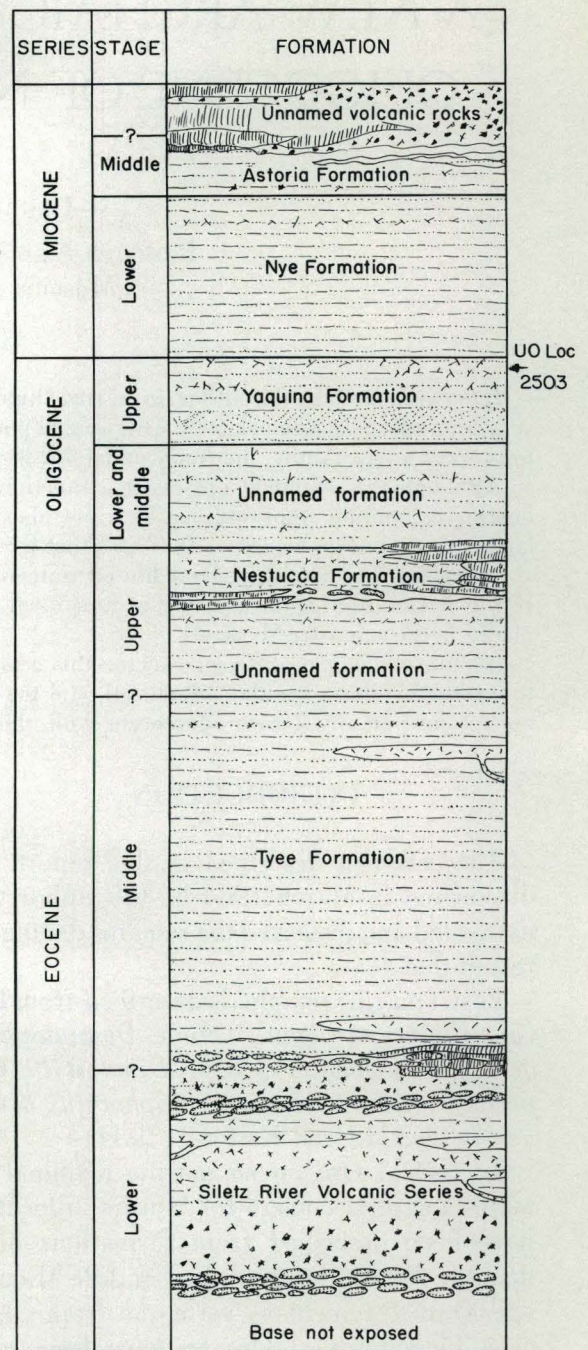 SERIES STAGE FORMATION
Unnamed volcanic rocks
?
Middle
Astoria Formation
MIOCENE
Lower
Nye Formation
UO Loc
2503
OLIGOCENE
Upper
Yaquina Formation
Lower and
middle
Unnamed formation
EOCENE
Upper
Nestucca Formation
Unnamed formation
?
Middle
Tyee Formation
?
Lower
Siletz River Volcanic Series
Base not exposed